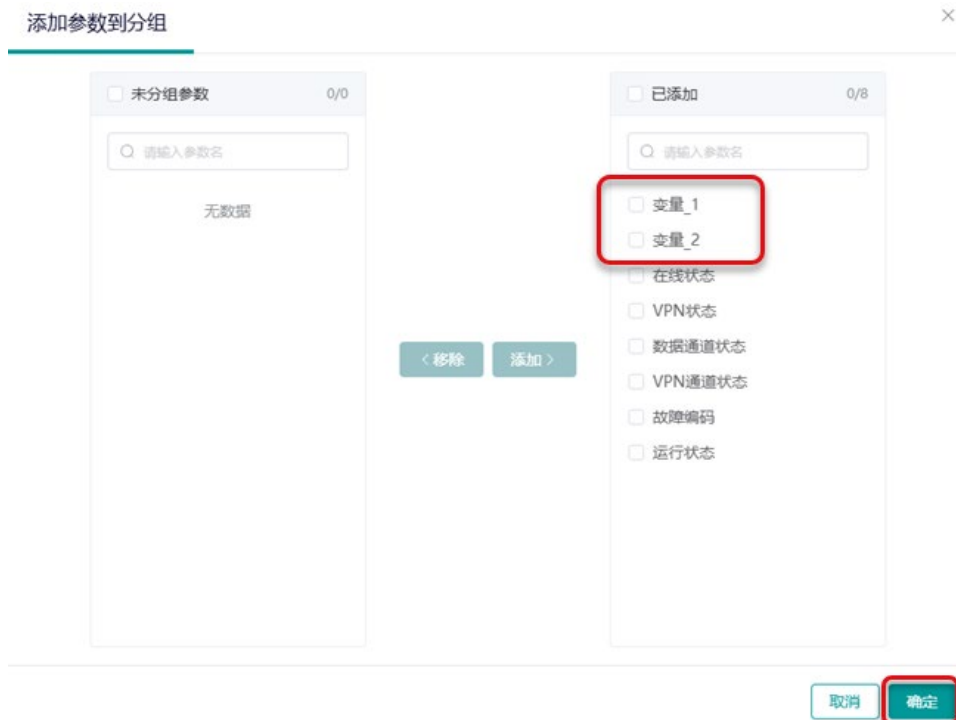 添加参数到分组
未分组参数 0/0
请输入参数名
无数据
<移除 添加>
已添加 0/8
请输入参数名
变量_1
变量_2
在线状态
VPN状态
数据通道状态
VPN通道状态
故障编码
运行状态
取消 确定